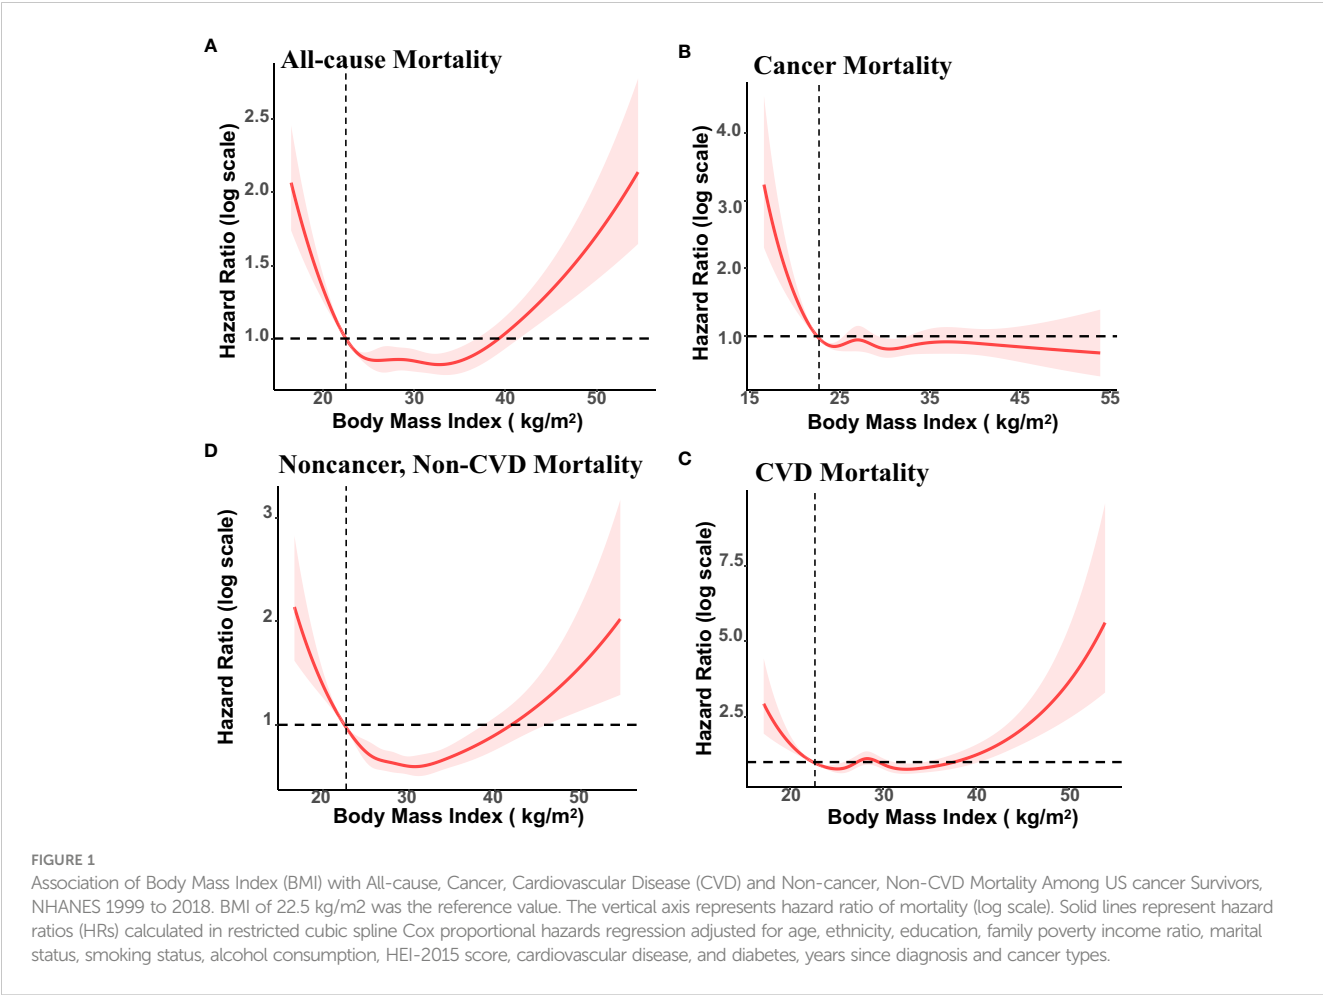 A
All-cause Mortality
Hazard Ratio (log scale)
2.5
2.0
1.5
1.0
20
30
40
50
Body Mass Index ( kg/m²)
B
Cancer Mortality
Hazard Ratio (log scale)
4.0
3.0
2.0
1.0
15
25
35
45
55
Body Mass Index ( kg/m²)
D
Noncancer, Non-CVD Mortality
Hazard Ratio (log scale)
3
2
1
20
30
40
50
Body Mass Index ( kg/m²)
C
CVD Mortality
Hazard Ratio (log scale)
7.5
5.0
2.5
20
30
40
50
Body Mass Index ( kg/m²)
FIGURE 1
Association of Body Mass Index (BMI) with All-cause, Cancer, Cardiovascular Disease (CVD) and Non-cancer, Non-CVD Mortality Among US cancer Survivors,
NHANES 1999 to 2018. BMI of 22.5 kg/m2 was the reference value. The vertical axis represents hazard ratio of mortality (log scale). Solid lines represent hazard
ratios (HRs) calculated in restricted cubic spline Cox proportional hazards regression adjusted for age, ethnicity, education, family poverty income ratio, marital
status, smoking status, alcohol consumption, HEI-2015 score, cardiovascular disease, and diabetes, years since diagnosis and cancer types.